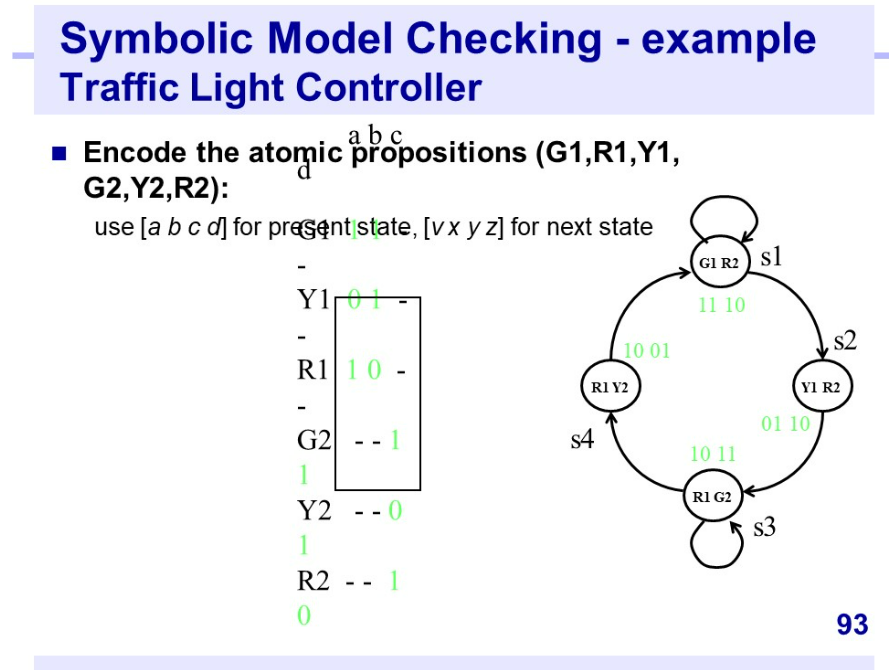 Symbolic Model Checking - example
Traffic Light Controller
a b c
d
■ Encode the atomic propositions (G1,R1,Y1,
G2,Y2,R2):
use [a b c d] for present state, [v x y z] for next state
G1 1 1 -
-
Y1 0 1 -
-
R1 1 0 -
-
G2 - - 1
1
Y2 - - 0
1
R2 - - 1
0
G1 R2 s1
11 10
s2
10 01
R1 Y2
Y1 R2
01 10
s4
10 11
R1 G2
s3
93